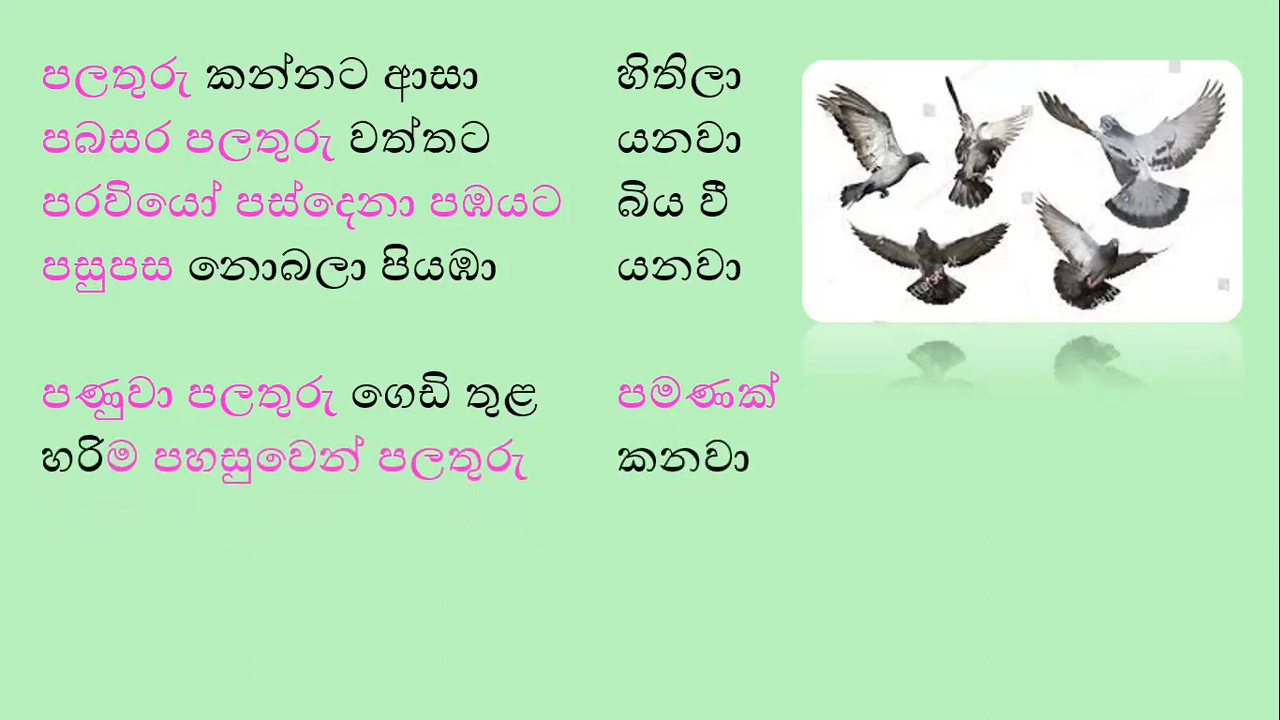 පලතුරු කන්නට ආසා හිතිලා
පබසර පලතුරු වත්තට යනවා
පරවියෝ පස්දෙනා පඹයට බිය වී
පසුපස නොබලා පියඹා යනවා
පණුවා පලතුරු ගෙඩි තුළ පමණක්
හරිම පහසුවෙන් පලතුරු කනවා